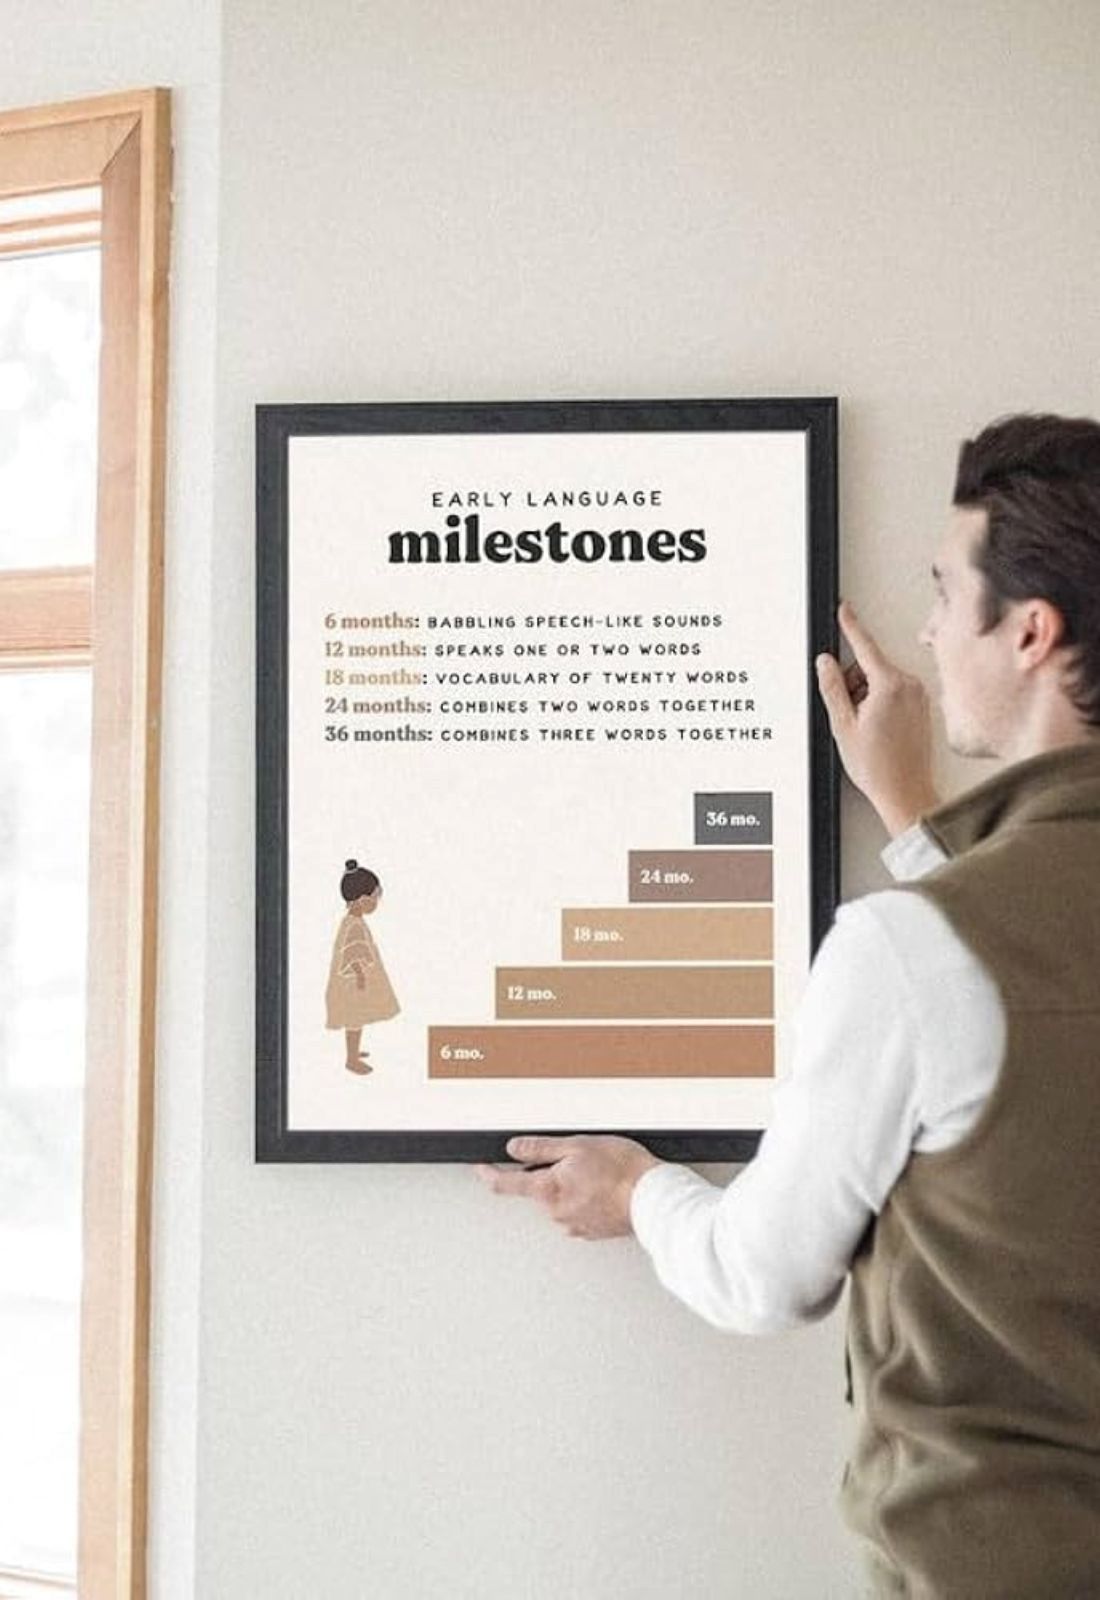 EARLY LANGUAGE
milestones
6 months: BABBLING SPEECH-LIKE SOUNDS
12 months: SPEAKS ONE OR TWO WORDS
18 months: VOCABULARY OF TWENTY WORDS
24 months: COMBINES TWO WORDS TOGETHER
36 months: COMBINES THREE WORDS TOGETHER
36 mo.
24 mo.
18 mo.
12 mo.
6 mo.